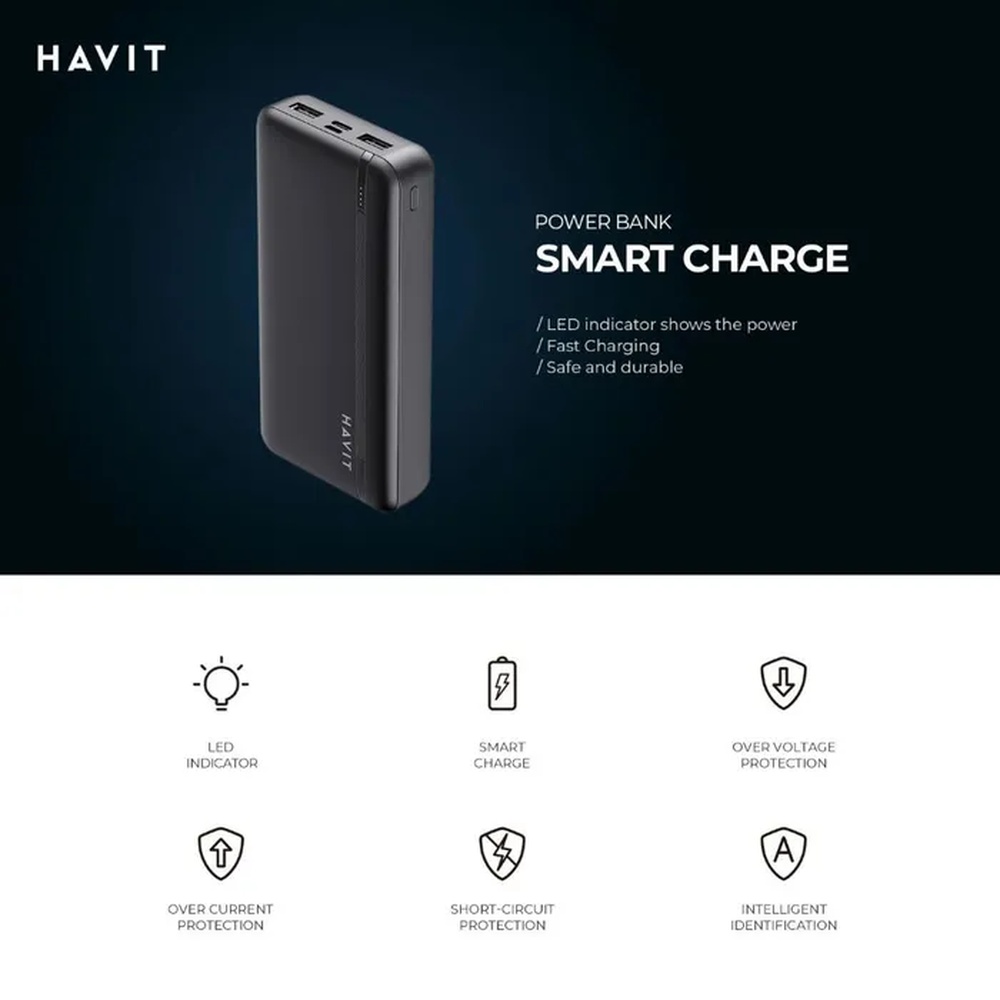 HAVIT
POWER BANK
SMART CHARGE
/ LED indicator shows the power
/ Fast Charging
/ Safe and durable
HAVIT
LED
INDICATOR
SMART
CHARGE
OVER VOLTAGE
PROTECTION
OVER CURRENT
PROTECTION
SHORT-CIRCUIT
PROTECTION
A
INTELLIGENT
IDENTIFICATION